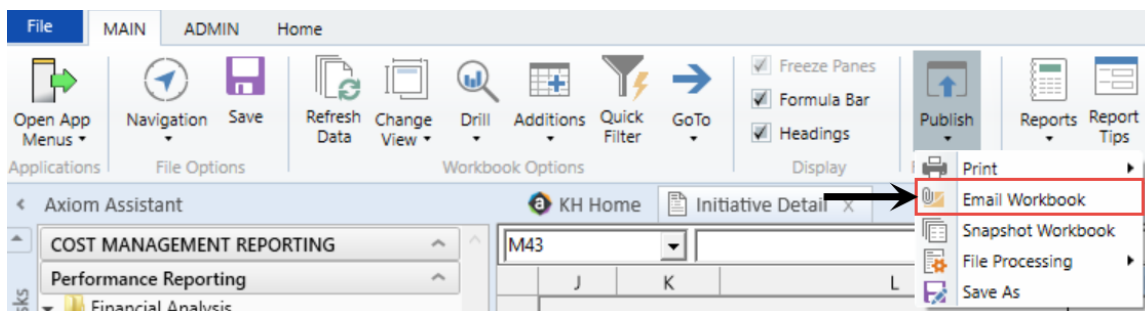 File MAIN ADMIN Home
Open App Menus Navigation Save Refresh Data Change View Drill Additions Quick Filter GoTo Freeze Panes Publish Reports Report Tips
Formula Bar
Headings
Applications File Options Workbook Options Display
Print
Axiom Assistant KH Home Initiative Detail X Email Workbook
COST MANAGEMENT REPORTING M43 Snapshot Workbook
Performance Reporting File Processing
J K L Save As
Financial Analysis